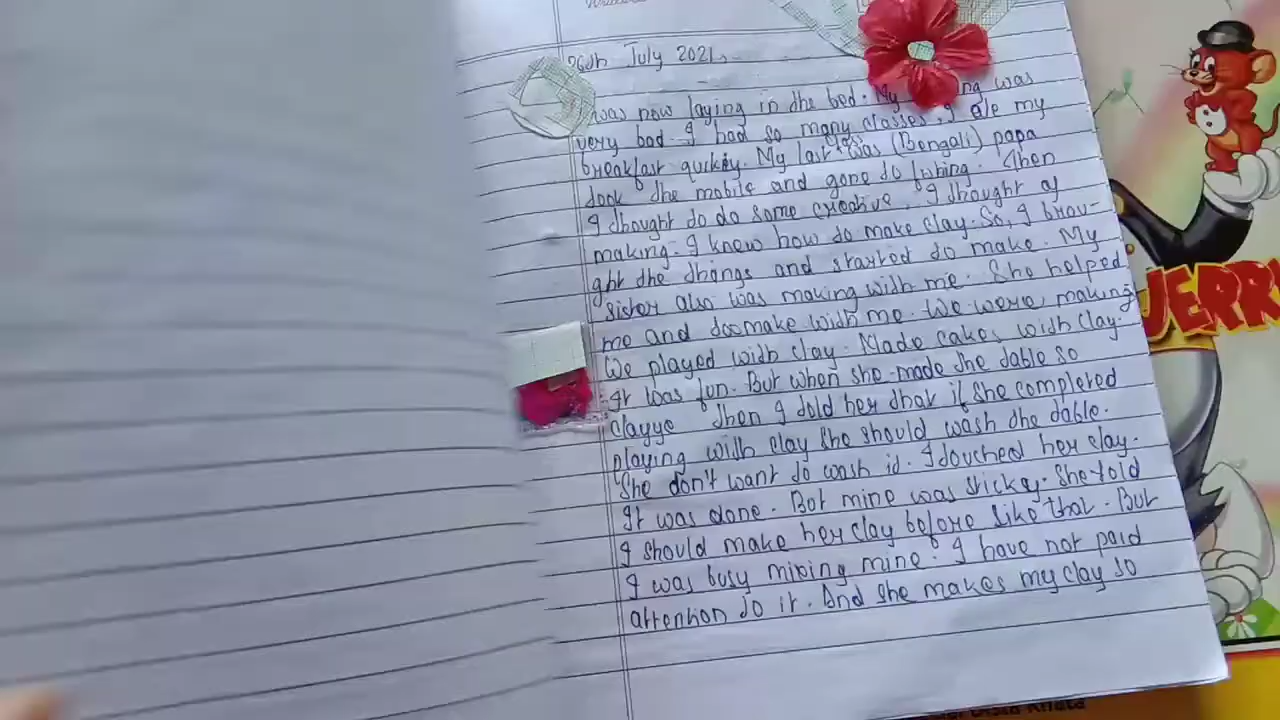 26th July 2021,
was now laying in the bed. My was
very bad. I had so many classes, I ate my
breakfast quickly. My last class was (Bengali) papa
took the mobile and gone to fishing. Then
I thought to do some creative. I thought of
making. I knew how to make clay. So, I brou-
ght the things and started to make. My
sister also was making with me. She helped
me and too make with me. We were making
We played with clay. Made cakes with clay.
It was fun. But when she made the table so
clayye Then I told her that if she completed
playing with clay she should wash the table.
She don't want to wash it. I touched her clay.
It was done. But mine was sticky. She told
I should make her clay before like that. But
I was busy mixing mine. I have not paid
attention to it. And she makes my clay so
JERR